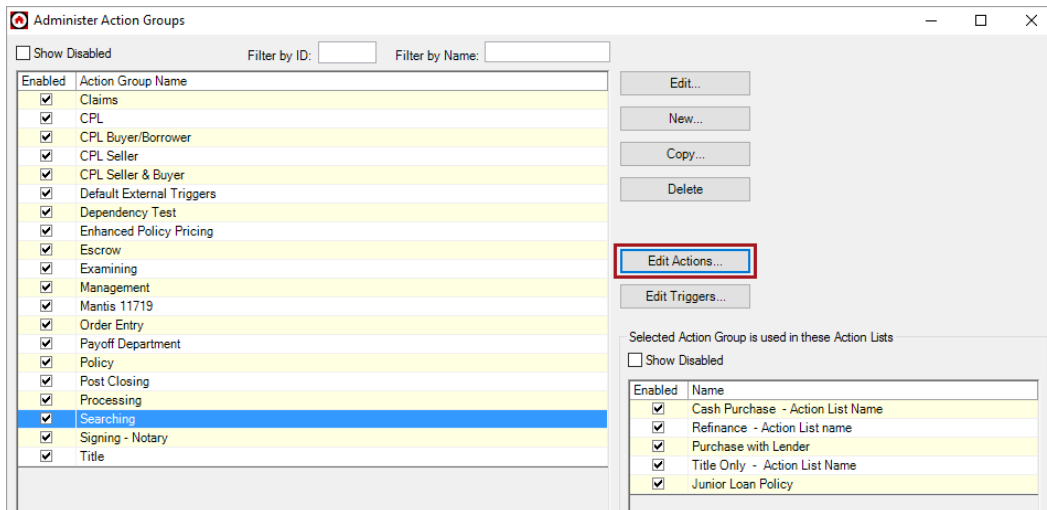 Administer Action Groups
Show Disabled Filter by ID: Filter by Name:
Enabled Action Group Name
Claims
CPL
CPL Buyer/Borrower
CPL Seller
CPL Seller & Buyer
Default External Triggers
Dependency Test
Enhanced Policy Pricing
Escrow
Examining
Management
Mantis 11719
Order Entry
Payoff Department
Policy
Post Closing
Processing
Searching
Signing - Notary
Title
Edit...
New...
Copy...
Delete
Edit Actions...
Edit Triggers...
Selected Action Group is used in these Action Lists
Show Disabled
Enabled Name
Cash Purchase - Action List Name
Refinance - Action List name
Purchase with Lender
Title Only - Action List Name
Junior Loan Policy